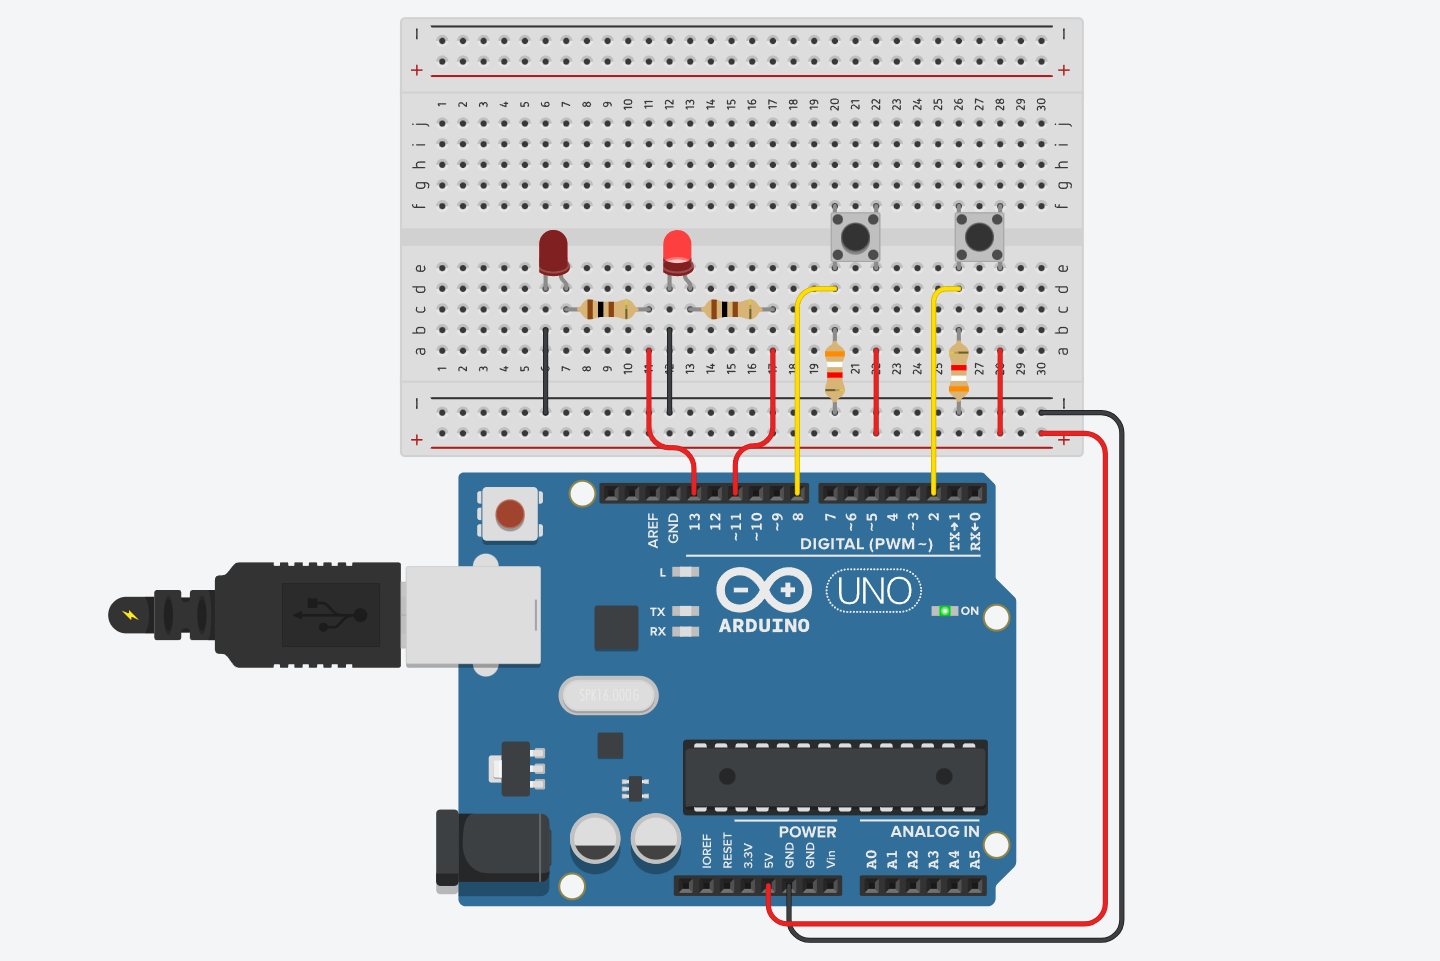 − −
+ +
1 2 3 4 5 6 7 8 9 10 11 12 13 14 15 16 17 18 19 20 21 22 23 24 25 26 27 28 29 30
j j
i i
h h
g g
f f
e e
d d
c c
b b
a a
1 2 3 4 5 6 7 8 9 10 11 12 13 14 15 16 17 18 19 20 21 22 23 24 25 26 27 28 29 30
− −
+ +
AREF GND 13 12 ~11 ~10 ~9 8 7 ~6 ~5 4 ~3 2 TX→1 RX←0
DIGITAL (PWM~)
L
UNO
TX
RX
ON
ARDUINO
SPK16.000G
POWER ANALOG IN
IOREF RESET 3.3V 5V GND GND Vin A0 A1 A2 A3 A4 A5